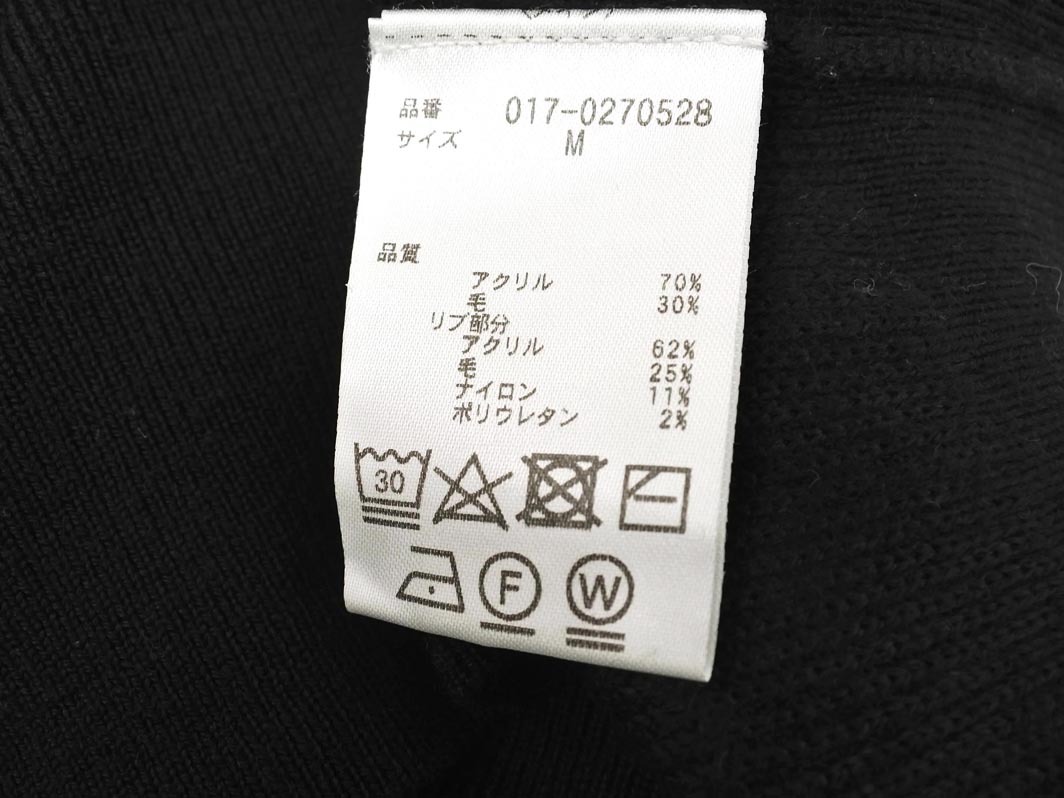 品番 017-0270528
サイズ M
品質
アクリル 70%
毛 30%
リブ部分
アクリル 62%
毛 25%
ナイロン 11%
ポリウレタン 2%
30
F W